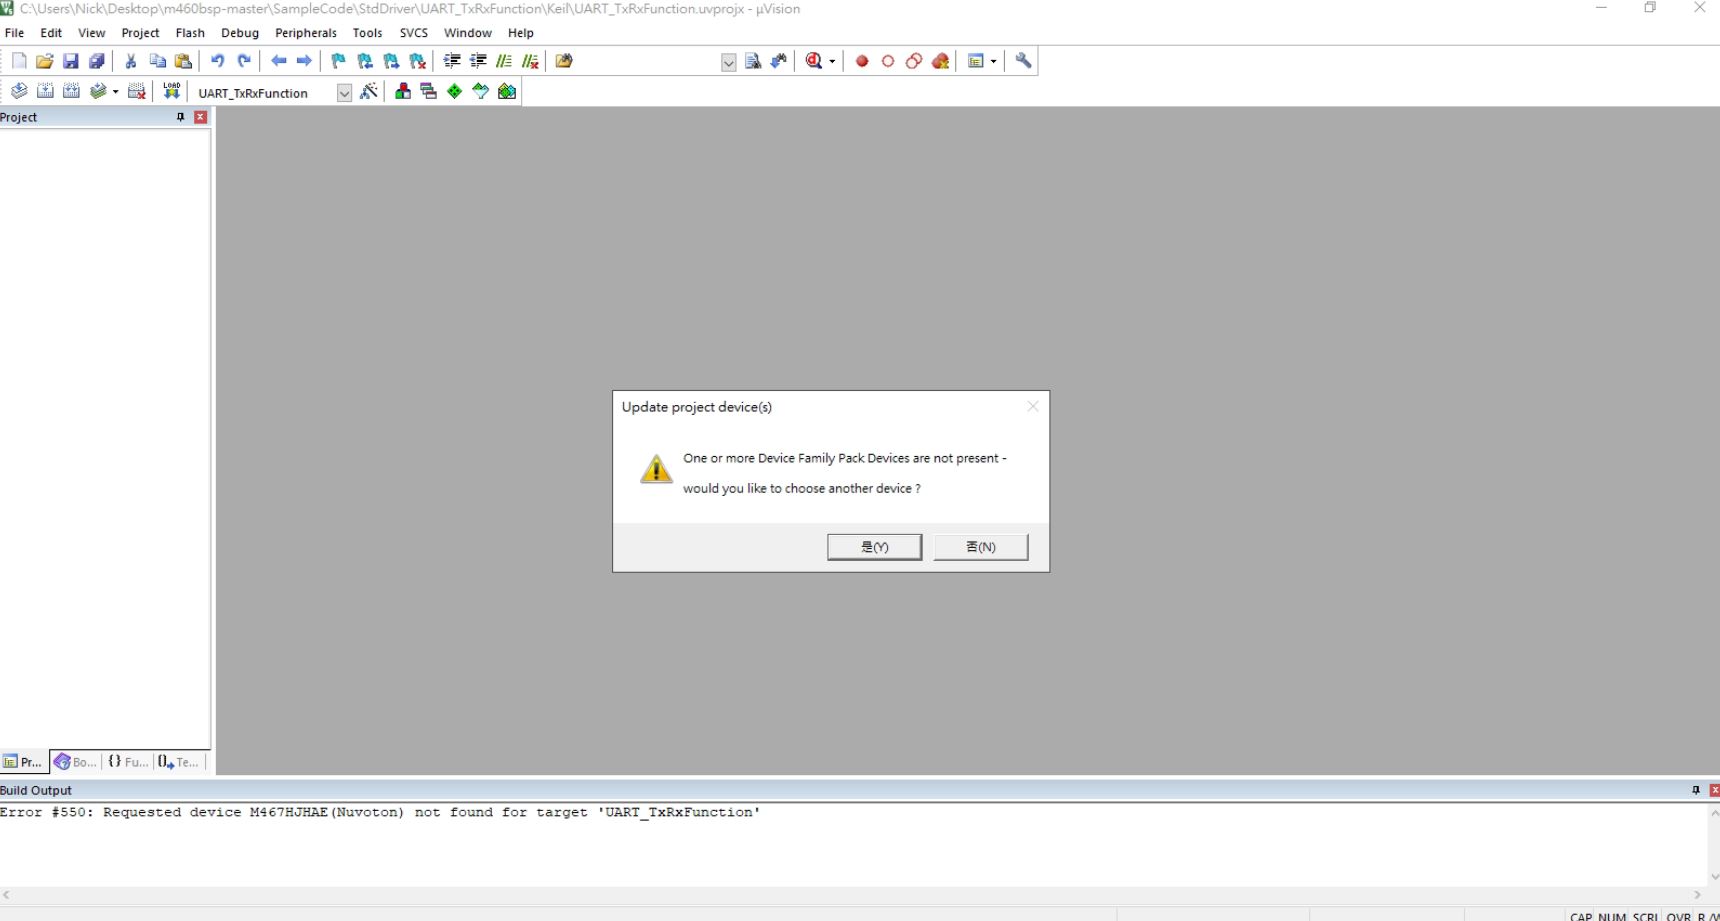 C:\Users\Nick\Desktop\m460bsp-master\SampleCode\StdDriver\UART_TxRxFunction\Keil\UART_TxRxFunction.uvprojx - µVision
File Edit View Project Flash Debug Peripherals Tools SVCS Window Help
LOAD UART_TxRxFunction
Project
Update project device(s)
One or more Device Family Pack Devices are not present -
would you like to choose another device ?
是(Y) 否(N)
Pr... Bo... {} Fu... Te...
Build Output
Error #550: Requested device M467HJHAE(Nuvoton) not found for target 'UART_TxRxFunction'
CAP NUM SCRL OVR R/W